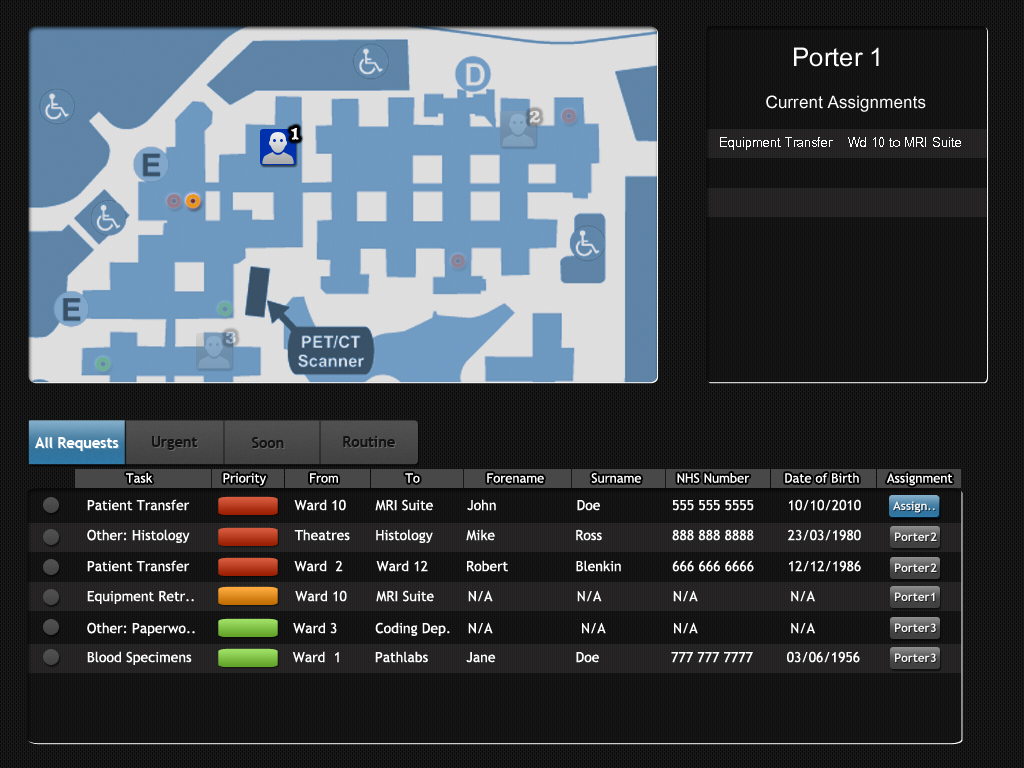 D
1
2
E
E
3
PET/CT
Scanner
Porter 1
Current Assignments
Equipment Transfer Wd 10 to MRI Suite
All Requests Urgent Soon Routine
Task Priority From To Forename Surname NHS Number Date of Birth Assignment
Patient Transfer Ward 10 MRI Suite John Doe 555 555 5555 10/10/2010 Assign..
Other: Histology Theatres Histology Mike Ross 888 888 8888 23/03/1980 Porter2
Patient Transfer Ward 2 Ward 12 Robert Blenkin 666 666 6666 12/12/1986 Porter2
Equipment Retr.. Ward 10 MRI Suite N/A N/A N/A N/A Porter1
Other: Paperwo.. Ward 3 Coding Dep. N/A N/A N/A N/A Porter3
Blood Specimens Ward 1 Pathlabs Jane Doe 777 777 7777 03/06/1956 Porter3